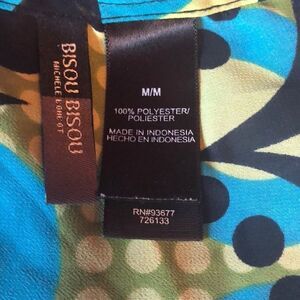 BISOU BISOU
MICHELE BOHBOT
M/M
100% POLYESTER/
POLIESTER
MADE IN INDONESIA
HECHO EN INDONESIA
RN#93677
726133